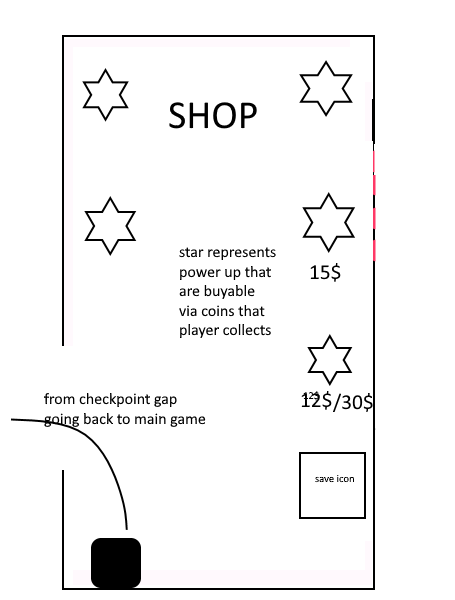 SHOP
star represents
power up that
are buyable
via coins that
player collects
15$
12$/30$
from checkpoint gap
going back to main game
save icon